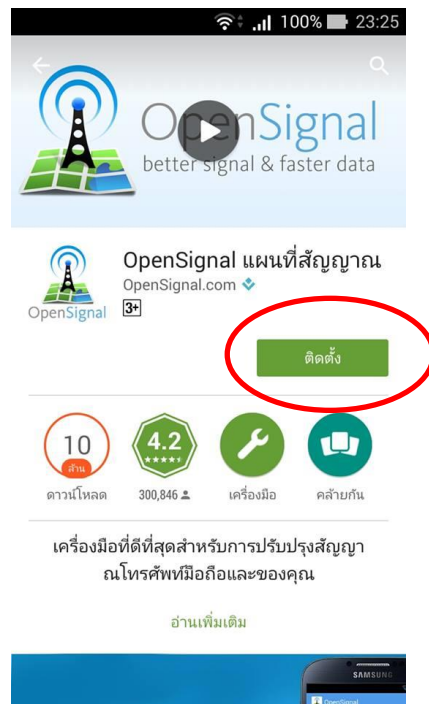 100% 23:25
OpenSignal
better signal & faster data
OpenSignal แผนที่สัญญาณ
OpenSignal.com
3+
OpenSignal
ติดตั้ง
10
ล้าน
4.2
ดาวน์โหลด 300,846 เครื่องมือ คล้ายกัน
เครื่องมือที่ดีที่สุดสำหรับการปรับปรุงสัญญา
ณโทรศัพท์มือถือและของคุณ
อ่านเพิ่มเติม
SAMSUNG
OpenSignal